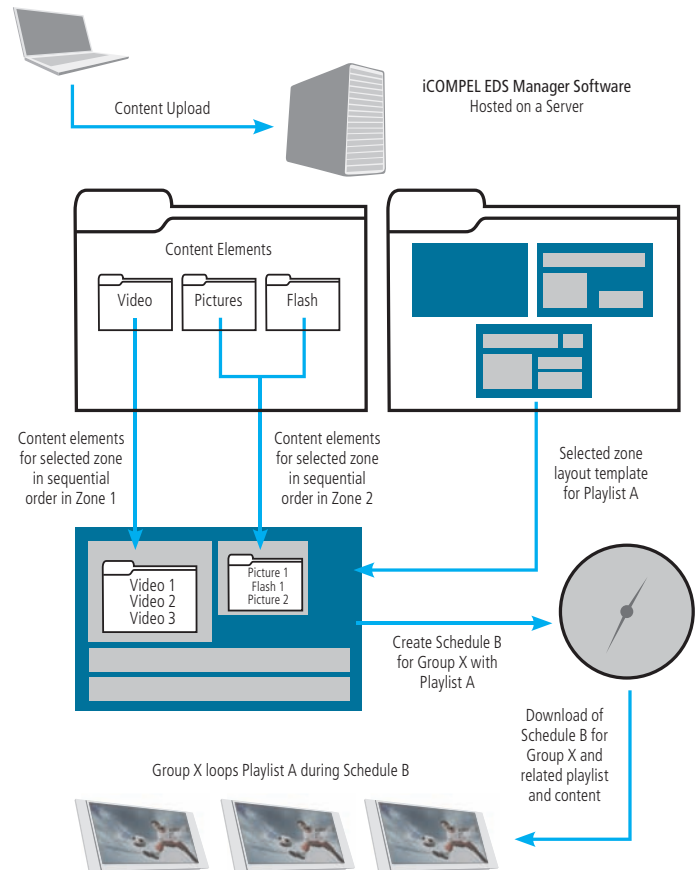 iCOMPEL EDS Manager Software
Hosted on a Server
Content Upload
Content Elements
Video
Pictures
Flash
Content elements
for selected zone
in sequential
order in Zone 1
Content elements
for selected zone
in sequential
order in Zone 2
Selected zone
layout template
for Playlist A
Video 1
Video 2
Video 3
Picture 1
Flash 1
Picture 2
Create Schedule B
for Group X with
Playlist A
Download of
Schedule B for
Group X and
related playlist
and content
Group X loops Playlist A during Schedule B